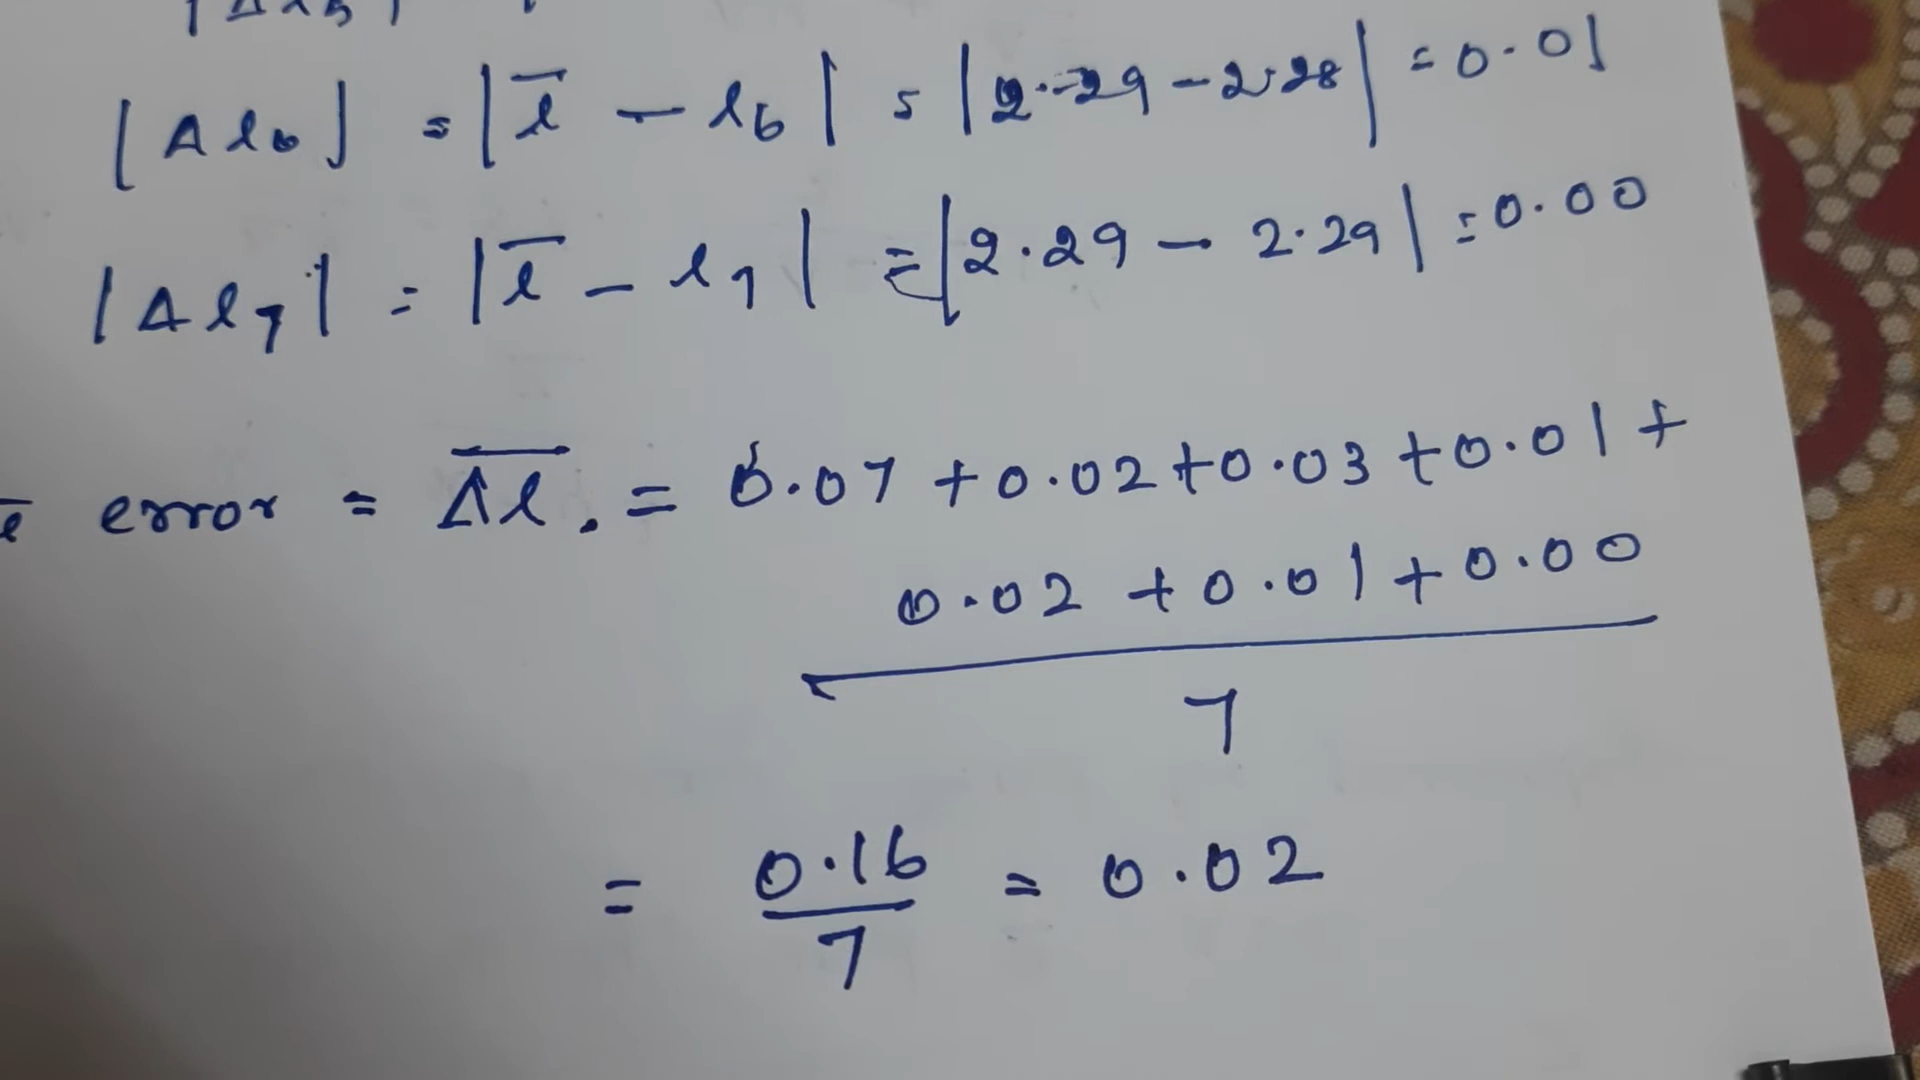 |Δl₆| = |l̅ - l₆| = |2.29 - 2.28| = 0.01
|Δl₇| = |l̅ - l₇| = |2.29 - 2.29| = 0.00
error = \overline{Δl}. = 0.07 + 0.02 + 0.03 + 0.01 +
0.02 + 0.01 + 0.00
7
= 0.16/7 = 0.02